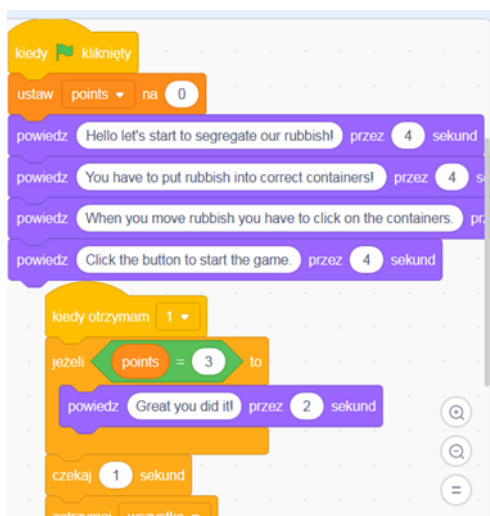 kiedy kliknięty
ustaw points na 0
powiedz Hello let's start to segregate our rubbish! przez 4 sekund
powiedz You have to put rubbish into correct containers! przez 4
powiedz When you move rubbish you have to click on the containers.
powiedz Click the button to start the game. przez 4 sekund
kiedy otrzymam 1
jeżeli points = 3 to
powiedz Great you did it! przez 2 sekund
czekaj 1 sekund
zatrzymaj wszystko